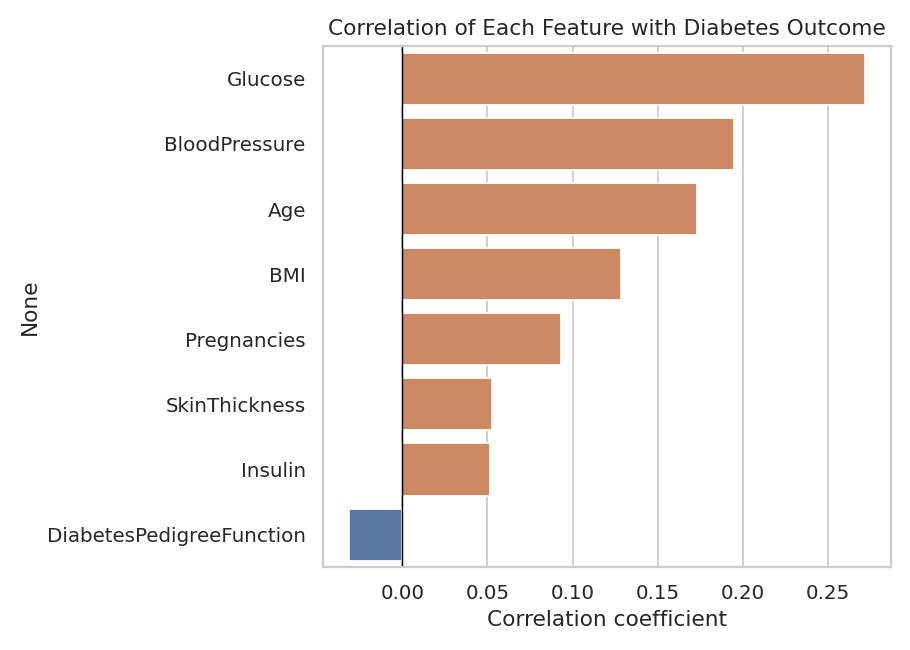 Correlation of Each Feature with Diabetes Outcome
Glucose
BloodPressure
Age
BMI
Pregnancies
SkinThickness
Insulin
DiabetesPedigreeFunction
None
0.00 0.05 0.10 0.15 0.20 0.25
Correlation coefficient